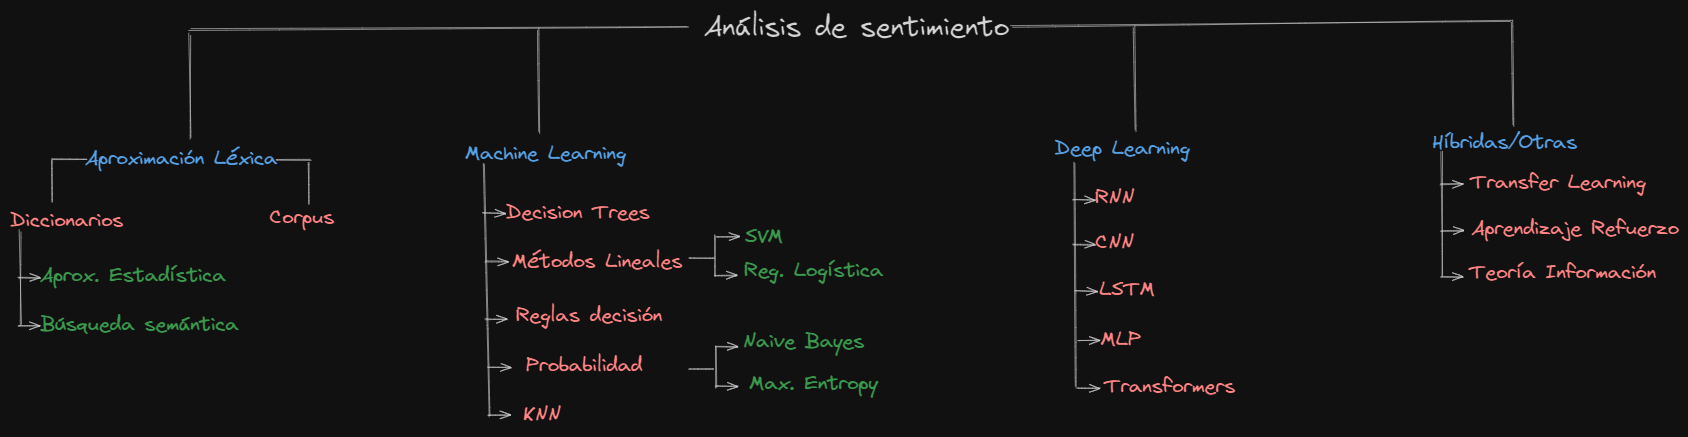 Análisis de sentimiento
Aproximación Léxica
Diccionarios
Aprox. Estadística
Búsqueda semántica
Corpus
Machine Learning
Decision Trees
Métodos Lineales
SVM
Reg. Logística
Reglas decisión
Probabilidad
Naive Bayes
Max. Entropy
KNN
Deep Learning
RNN
CNN
LSTM
MLP
Transformers
Híbridas/Otras
Transfer Learning
Aprendizaje Refuerzo
Teoría Información